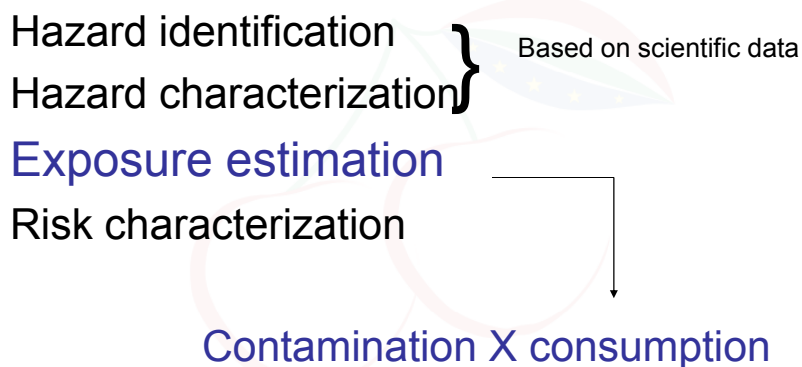 Hazard identification
Based on scientific data
Hazard characterization
Exposure estimation
Risk characterization
Contamination X consumption